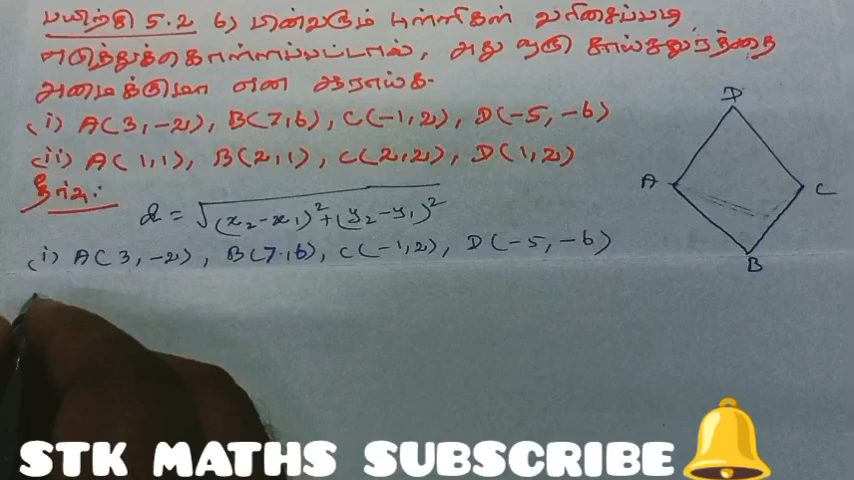 பயிற்சி 5.2 6) பின்வரும் புள்ளிகள் வரிசைப்படி
எடுத்துக்கொள்ளப்பட்டால், அது ஒரு சாய்சதுரத்தை
அமைக்குமா என ஆராய்க.
(i) A(3, -2), B(7,6), C(-1,2), D(-5, -6)
(ii) A(1,1), B(2,1), C(2,2), D(1,2)
தீர்வு:
d = √(x₂-x₁)²+(y₂-y₁)²
(i) A(3, -2), B(7,6), C(-1,2), D(-5, -6)
D
A
C
B
STK MATHS SUBSCRIBE